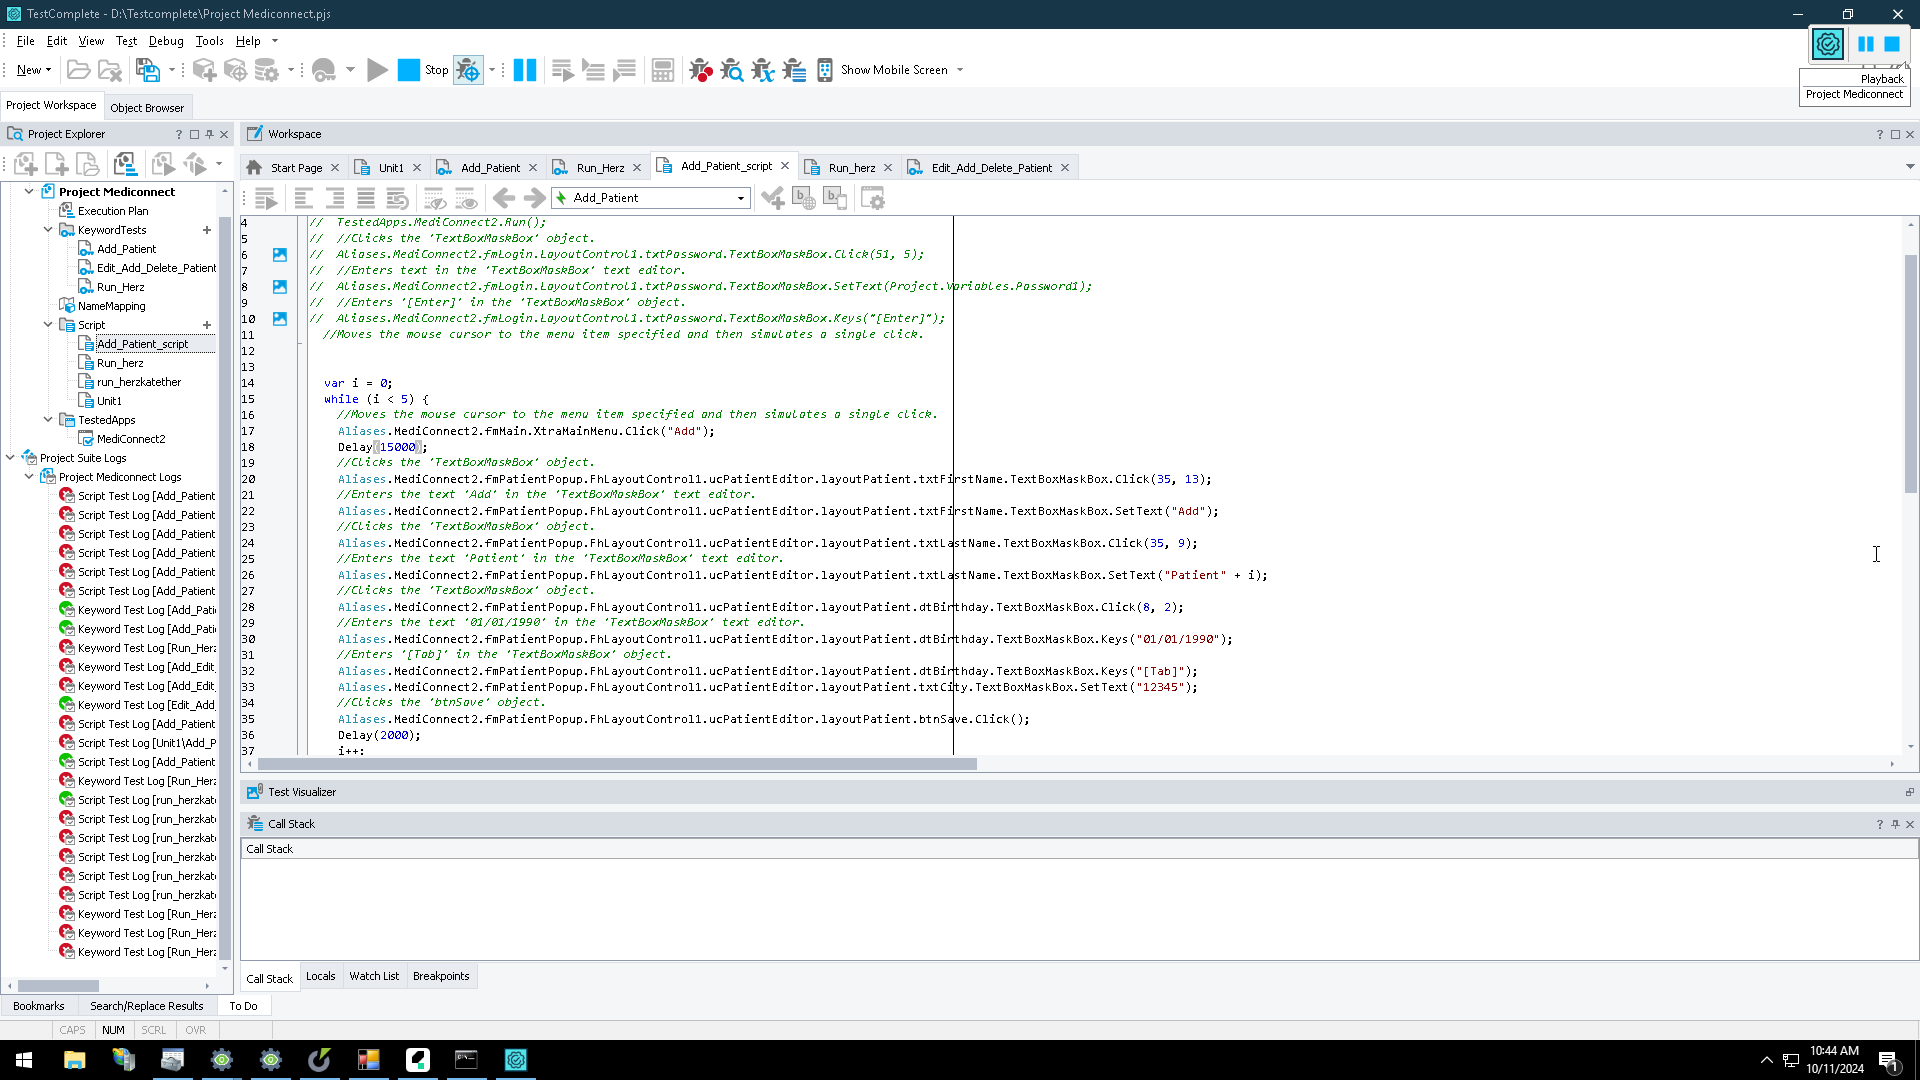 TestComplete - D:\Testcomplete\Project Mediconnect.pjs
File Edit View Test Debug Tools Help
New
Stop
Show Mobile Screen
Playback
Project Mediconnect
Project Workspace
Object Browser
Project Explorer
Workspace
Start Page
Unit1
Add_Patient
Run_Herz
Add_Patient_script
Run_herz
Edit_Add_Delete_Patient
Add_Patient
Project Mediconnect
Execution Plan
KeywordTests
Add_Patient
Edit_Add_Delete_Patient
Run_Herz
NameMapping
Script
Add_Patient_script
Run_herz
run_herzkatether
Unit1
TestedApps
MediConnect2
Project Suite Logs
Project Mediconnect Logs
Script Test Log [Add_Patient
Script Test Log [Add_Patient
Script Test Log [Add_Patient
Script Test Log [Add_Patient
Script Test Log [Add_Patient
Script Test Log [Add_Patient
Keyword Test Log [Add_Pati
Keyword Test Log [Add_Pati
Keyword Test Log [Run_Herz
Keyword Test Log [Add_Edit_
Keyword Test Log [Add_Edit_
Keyword Test Log [Edit_Add_
Script Test Log [Add_Patient
Script Test Log [Unit1\Add_P
Script Test Log [Add_Patient
Keyword Test Log [Run_Herz
Script Test Log [run_herzkat
Script Test Log [run_herzkat
Script Test Log [run_herzkat
Script Test Log [run_herzkat
Script Test Log [run_herzkat
Script Test Log [run_herzkat
Keyword Test Log [Run_Herz
Keyword Test Log [Run_Herz
Keyword Test Log [Run_Herz
4 // TestedApps.MediConnect2.Run();
5 // //Clicks the 'TextBoxMaskBox' object.
6 // Aliases.MediConnect2.fmLogin.LayoutControl1.txtPassword.TextBoxMaskBox.Click(51, 5);
7 // //Enters text in the 'TextBoxMaskBox' text editor.
8 // Aliases.MediConnect2.fmLogin.LayoutControl1.txtPassword.TextBoxMaskBox.SetText(Project.Variables.Password1);
9 // //Enters '[Enter]' in the 'TextBoxMaskBox' object.
10 // Aliases.MediConnect2.fmLogin.LayoutControl1.txtPassword.TextBoxMaskBox.Keys("[Enter]");
11 //Moves the mouse cursor to the menu item specified and then simulates a single click.
12
13
14 var i = 0;
15 while (i < 5) {
16 //Moves the mouse cursor to the menu item specified and then simulates a single click.
17 Aliases.MediConnect2.fmMain.XtraMainMenu.Click("Add");
18 Delay(15000);
19 //Clicks the 'TextBoxMaskBox' object.
20 Aliases.MediConnect2.fmPatientPopup.FhLayoutControl1.ucPatientEditor.layoutPatient.txtFirstName.TextBoxMaskBox.Click(35, 13);
21 //Enters the text 'Add' in the 'TextBoxMaskBox' text editor.
22 Aliases.MediConnect2.fmPatientPopup.FhLayoutControl1.ucPatientEditor.layoutPatient.txtFirstName.TextBoxMaskBox.SetText("Add");
23 //Clicks the 'TextBoxMaskBox' object.
24 Aliases.MediConnect2.fmPatientPopup.FhLayoutControl1.ucPatientEditor.layoutPatient.txtLastName.TextBoxMaskBox.Click(35, 9);
25 //Enters the text 'Patient' in the 'TextBoxMaskBox' text editor.
26 Aliases.MediConnect2.fmPatientPopup.FhLayoutControl1.ucPatientEditor.layoutPatient.txtLastName.TextBoxMaskBox.SetText("Patient" + i);
27 //Clicks the 'TextBoxMaskBox' object.
28 Aliases.MediConnect2.fmPatientPopup.FhLayoutControl1.ucPatientEditor.layoutPatient.dtBirthday.TextBoxMaskBox.Click(8, 2);
29 //Enters the text '01/01/1990' in the 'TextBoxMaskBox' text editor.
30 Aliases.MediConnect2.fmPatientPopup.FhLayoutControl1.ucPatientEditor.layoutPatient.dtBirthday.TextBoxMaskBox.Keys("01/01/1990");
31 //Enters '[Tab]' in the 'TextBoxMaskBox' object.
32 Aliases.MediConnect2.fmPatientPopup.FhLayoutControl1.ucPatientEditor.layoutPatient.dtBirthday.TextBoxMaskBox.Keys("[Tab]");
33 Aliases.MediConnect2.fmPatientPopup.FhLayoutControl1.ucPatientEditor.layoutPatient.txtCity.TextBoxMaskBox.SetText("12345");
34 //Clicks the 'btnSave' object.
35 Aliases.MediConnect2.fmPatientPopup.FhLayoutControl1.ucPatientEditor.layoutPatient.btnSave.Click();
36 Delay(2000);
37 i++;
Test Visualizer
Call Stack
Call Stack
Call Stack Locals Watch List Breakpoints
Bookmarks Search/Replace Results To Do
CAPS NUM SCRL OVR
10:44 AM
10/11/2024
1